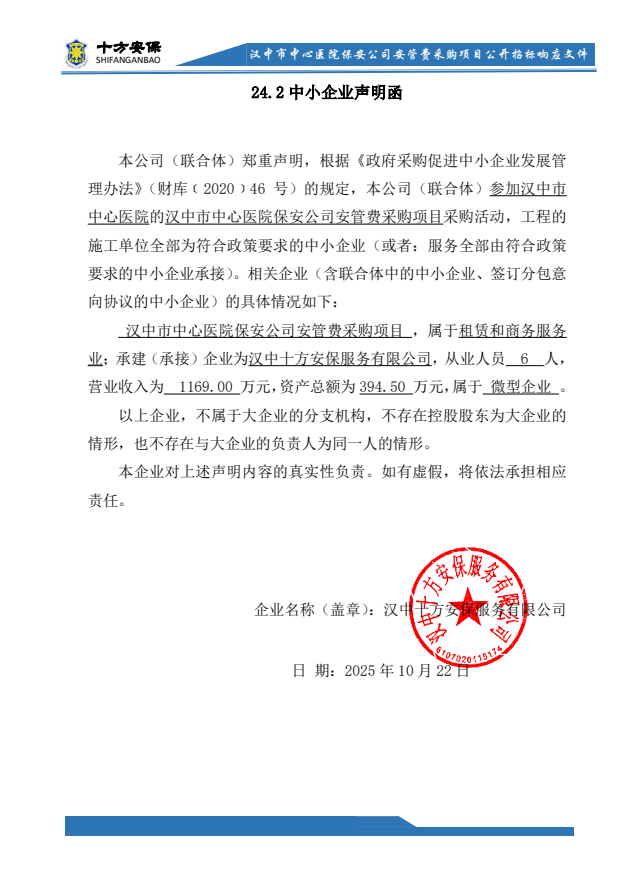 十方安保
SHIFANGANBAO
汉中市中心医院保安公司安管费采购项目公开招标响应文件
24.2中小企业声明函
本公司（联合体）郑重声明，根据《政府采购促进中小企业发展管
理办法》（财库﹝2020﹞46 号）的规定，本公司（联合体）参加汉中市
中心医院的汉中市中心医院保安公司安管费采购项目采购活动，工程的
施工单位全部为符合政策要求的中小企业（或者：服务全部由符合政策
要求的中小企业承接）。相关企业（含联合体中的中小企业、签订分包意
向协议的中小企业）的具体情况如下：
汉中市中心医院保安公司安管费采购项目 ，属于租赁和商务服务
业；承建（承接）企业为汉中十方安保服务有限公司，从业人员 6 人，
营业收入为 1169.00 万元，资产总额为 394.50 万元，属于 微型企业 。
以上企业，不属于大企业的分支机构，不存在控股股东为大企业的
情形，也不存在与大企业的负责人为同一人的情形。
本企业对上述声明内容的真实性负责。如有虚假，将依法承担相应
责任。
企业名称（盖章）：汉中十方安保服务有限公司
汉中十方安保服务有限公司
6107020115174
日 期：2025 年 10 月 22 日